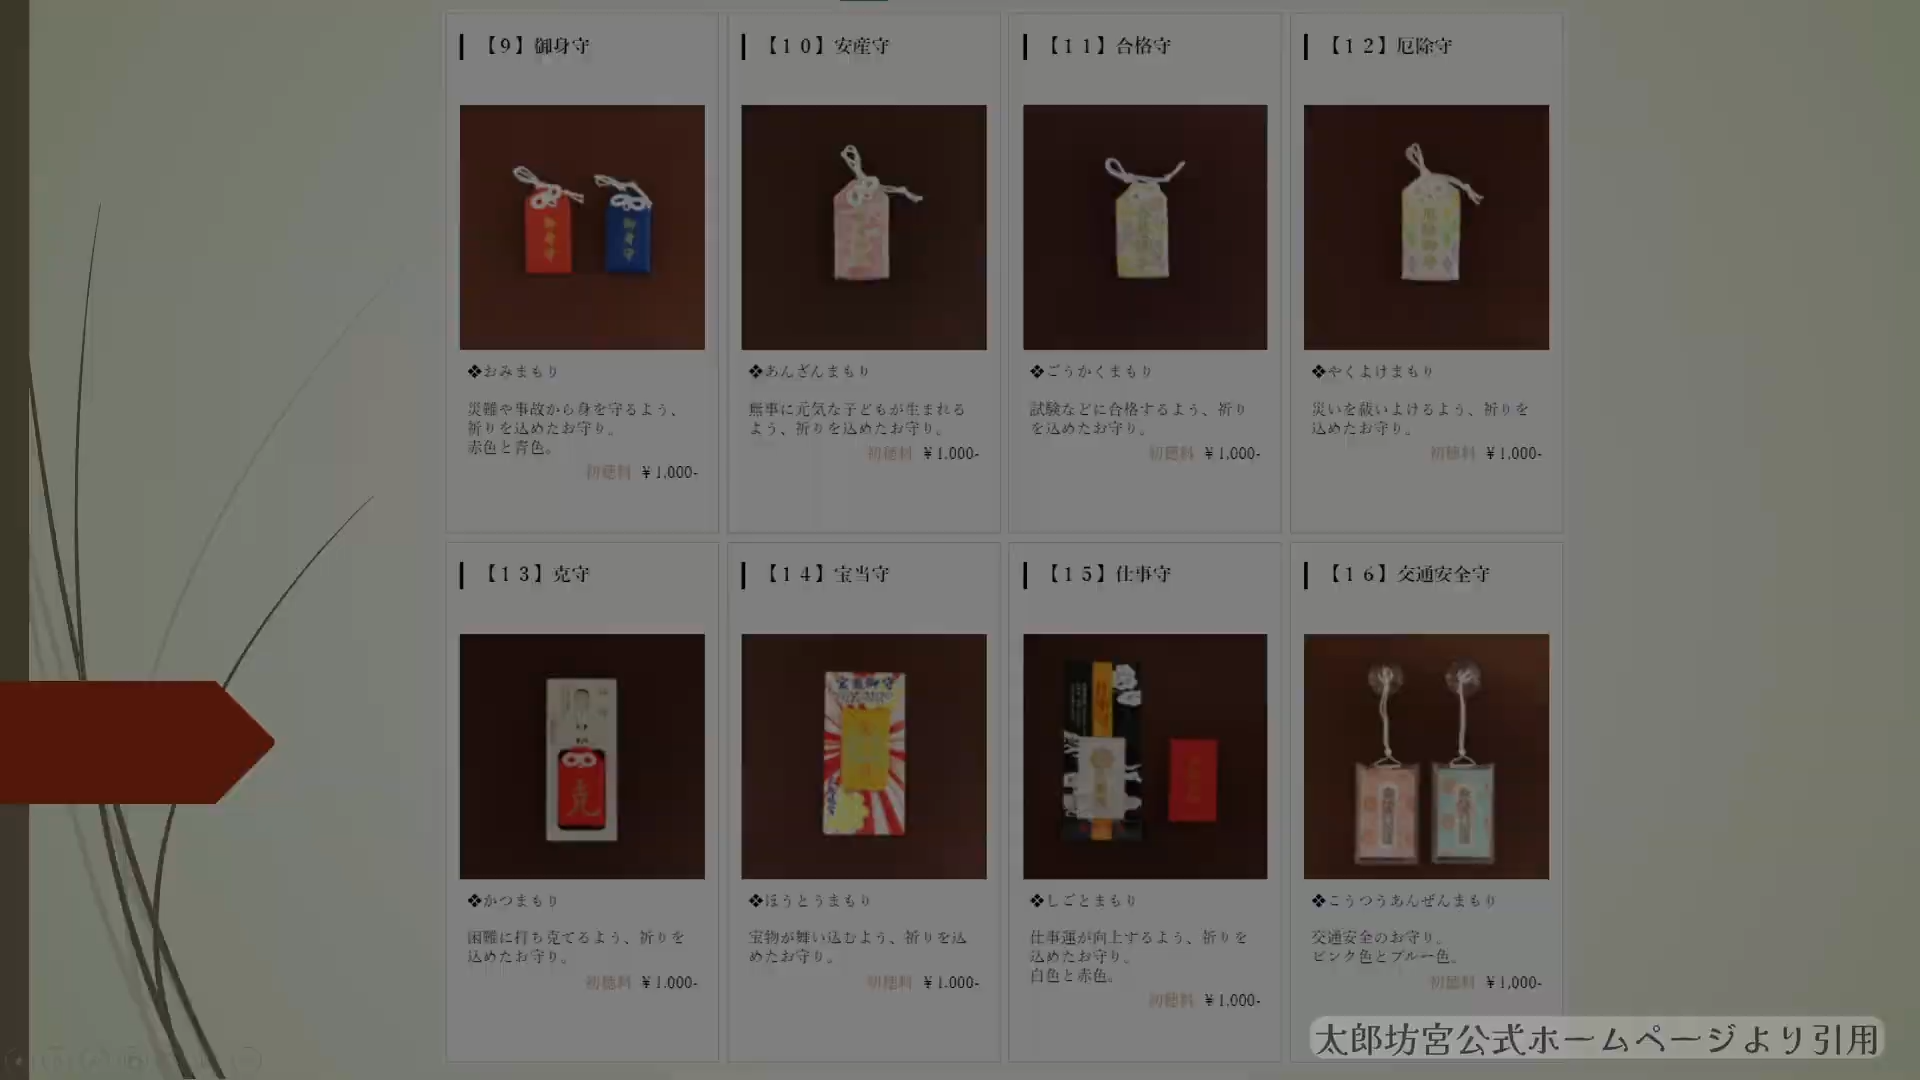 【９】御身守
❖おみまもり
災難や事故から身を守るよう、
祈りを込めたお守り。
赤色と青色。
初穂料 ¥1,000-
【１０】安産守
❖あんざんまもり
無事に元気な子どもが生まれる
よう、祈りを込めたお守り。
初穂料 ¥1,000-
【１１】合格守
❖ごうかくまもり
試験などに合格するよう、祈り
を込めたお守り。
初穂料 ¥1,000-
【１２】厄除守
❖やくよけまもり
災いを祓いよけるよう、祈りを
込めたお守り。
初穂料 ¥1,000-
【１３】克守
克
❖かつまもり
困難に打ち克てるよう、祈りを
込めたお守り。
初穂料 ¥1,000-
【１４】宝当守
❖ほうとうまもり
宝物が舞い込むよう、祈りを込
めたお守り。
初穂料 ¥1,000-
【１５】仕事守
❖しごとまもり
仕事運が向上するよう、祈りを
込めたお守り。
白色と赤色。
初穂料 ¥1,000-
【１６】交通安全守
❖こうつうあんぜんまもり
交通安全のお守り。
ピンク色とブルー色。
初穂料 ¥1,000-
太郎坊宮公式ホームページより引用